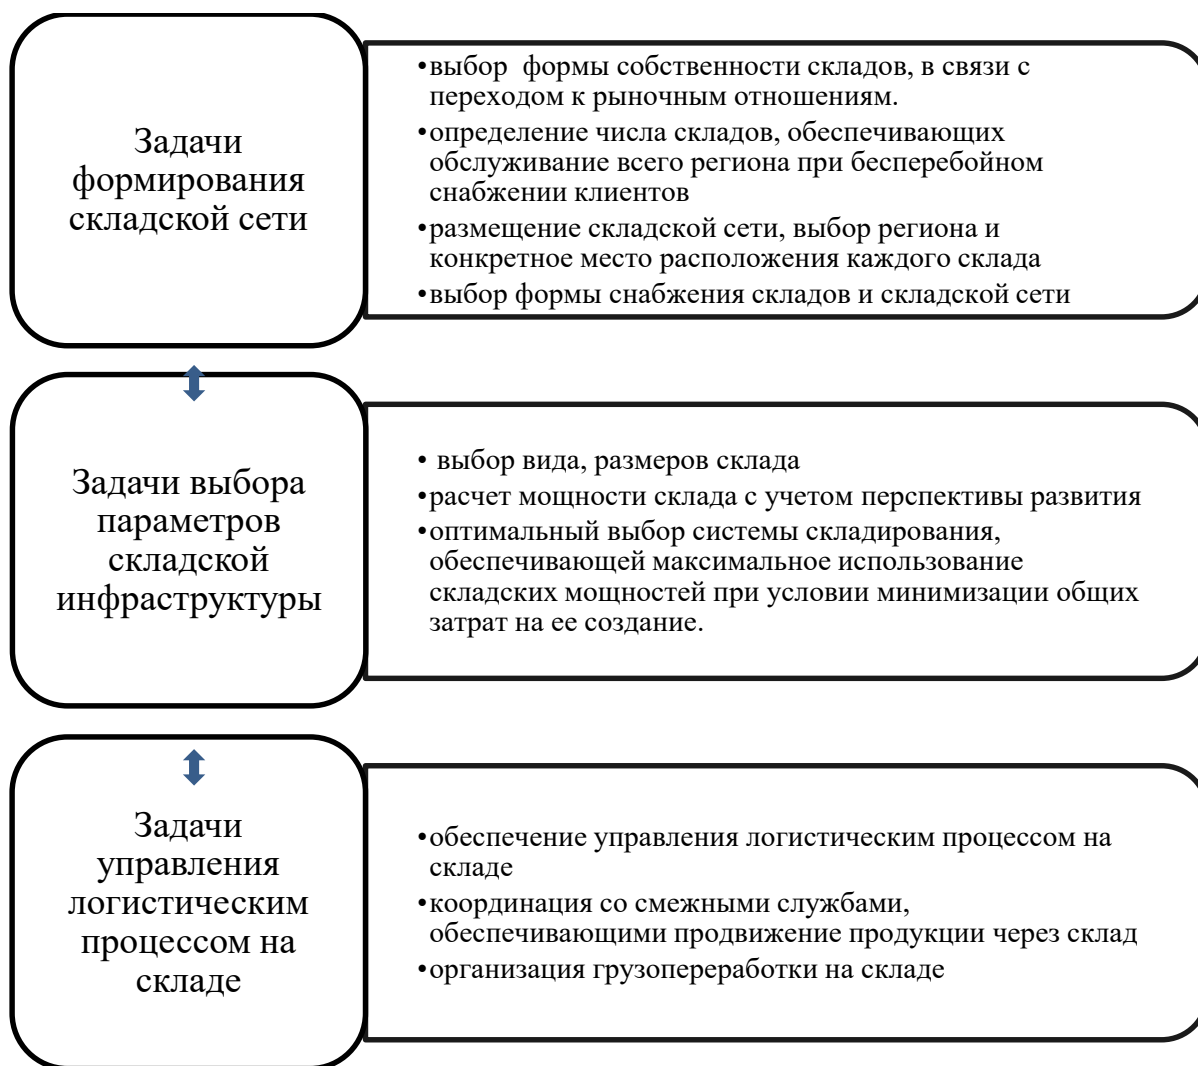 Задачи
формирования
складской сети
•выбор  формы собственности складов, в связи с
переходом к рыночным отношениям.
•определение числа складов, обеспечивающих
обслуживание всего региона при бесперебойном
снабжении клиентов
•размещение складской сети, выбор региона и
конкретное место расположения каждого склада
•выбор формы снабжения складов и складской сети
Задачи выбора
параметров
складской
инфраструктуры
• выбор вида, размеров склада
•расчет мощности склада с учетом перспективы развития
•оптимальный выбор системы складирования,
обеспечивающей максимальное использование
складских мощностей при условии минимизации общих
затрат на ее создание.
Задачи
управления
логистическим
процессом на
складе
•обеспечение управления логистическим процессом на
складе
•координация со смежными службами,
обеспечивающими продвижение продукции через склад
•организация грузопереработки на складе